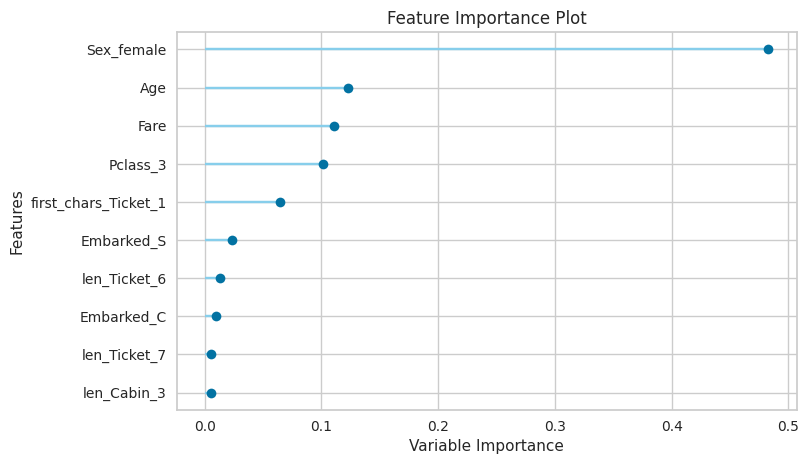 Feature Importance Plot
Sex_female
Age
Fare
Pclass_3
first_chars_Ticket_1
Embarked_S
len_Ticket_6
Embarked_C
len_Ticket_7
len_Cabin_3
Features
0.0 0.1 0.2 0.3 0.4 0.5
Variable Importance